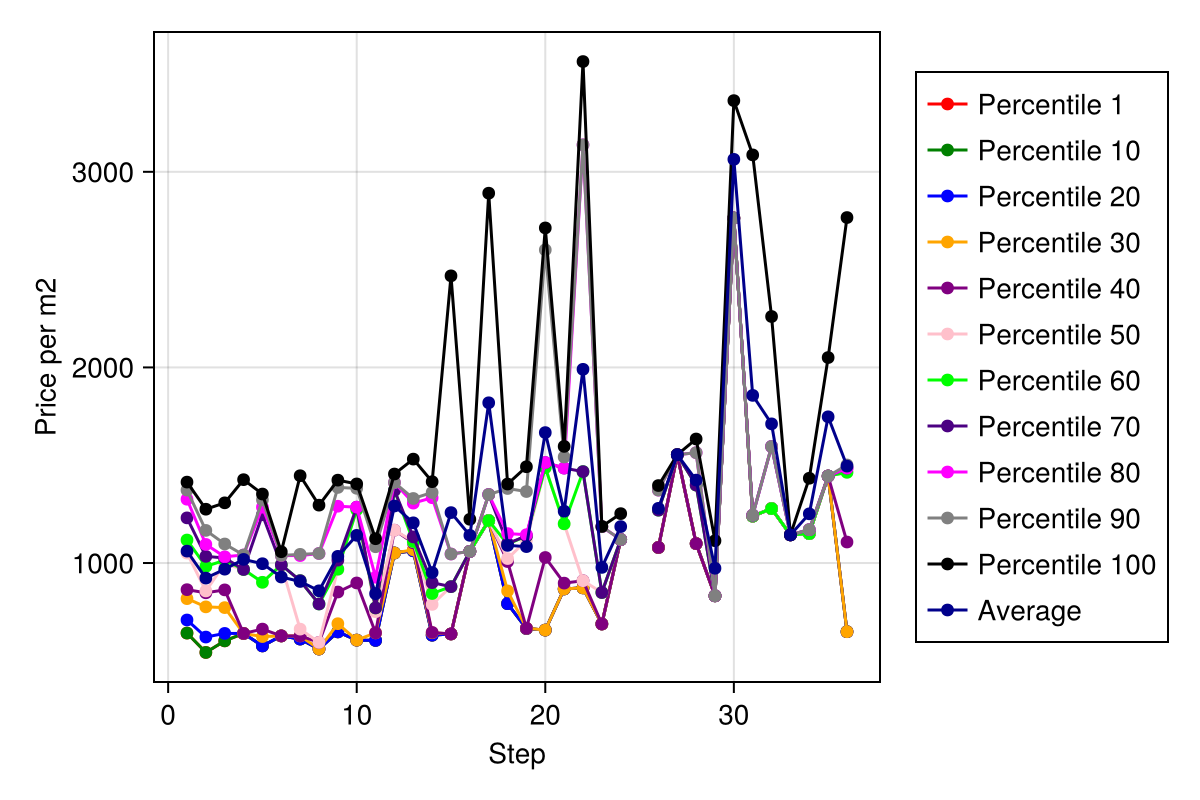 3000
2000
1000
Price per m2
0 10 20 30
Step
Percentile 1
Percentile 10
Percentile 20
Percentile 30
Percentile 40
Percentile 50
Percentile 60
Percentile 70
Percentile 80
Percentile 90
Percentile 100
Average